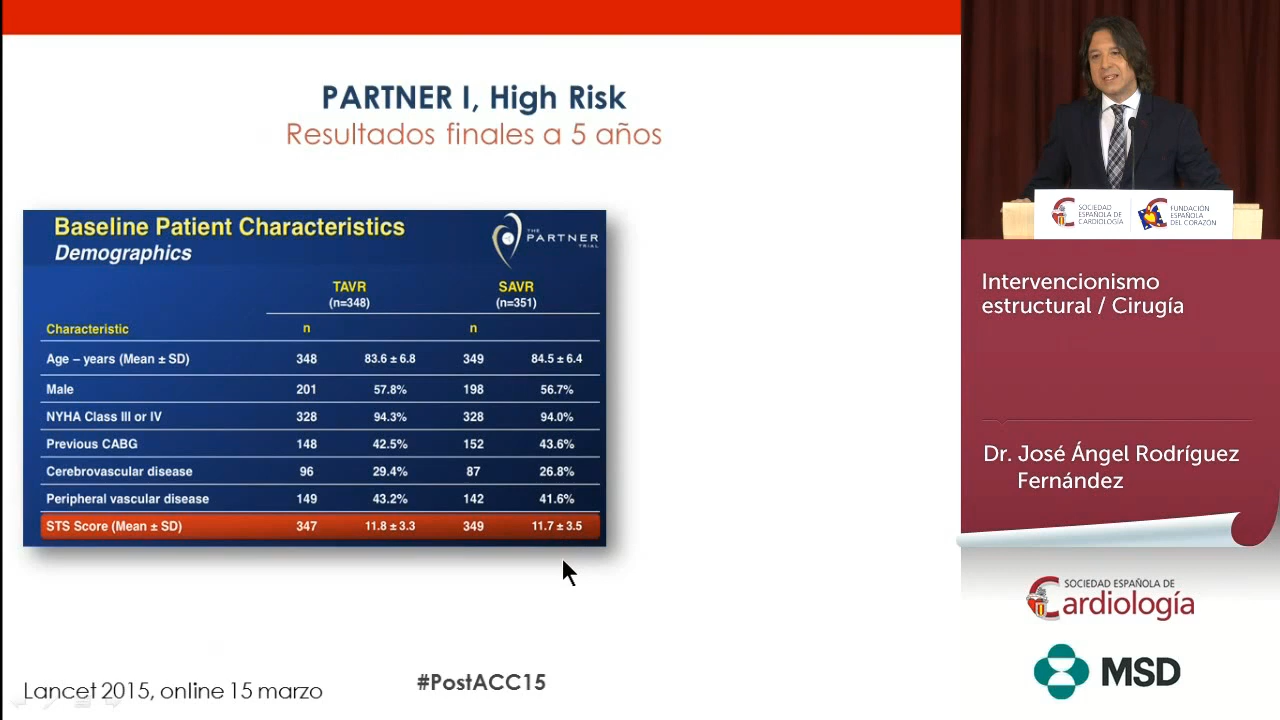 PARTNER I, High Risk
Resultados finales a 5 años
Baseline Patient Characteristics
Demographics
THE
PARTNER
TRIAL
TAVR SAVR
(n=348) (n=351)
Characteristic n n
Age – years (Mean ± SD) 348 83.6 ± 6.8 349 84.5 ± 6.4
Male 201 57.8% 198 56.7%
NYHA Class III or IV 328 94.3% 328 94.0%
Previous CABG 148 42.5% 152 43.6%
Cerebrovascular disease 96 29.4% 87 26.8%
Peripheral vascular disease 149 43.2% 142 41.6%
STS Score (Mean ± SD) 347 11.8 ± 3.3 349 11.7 ± 3.5
Lancet 2015, online 15 marzo
#PostACC15
SOCIEDAD
ESPAÑOLA DE
CARDIOLOGÍA
FUNDACIÓN
ESPAÑOLA
DEL CORAZÓN
Intervencionismo
estructural / Cirugía
Dr. José Ángel Rodríguez
Fernández
SOCIEDAD ESPAÑOLA DE
Cardiología
MSD